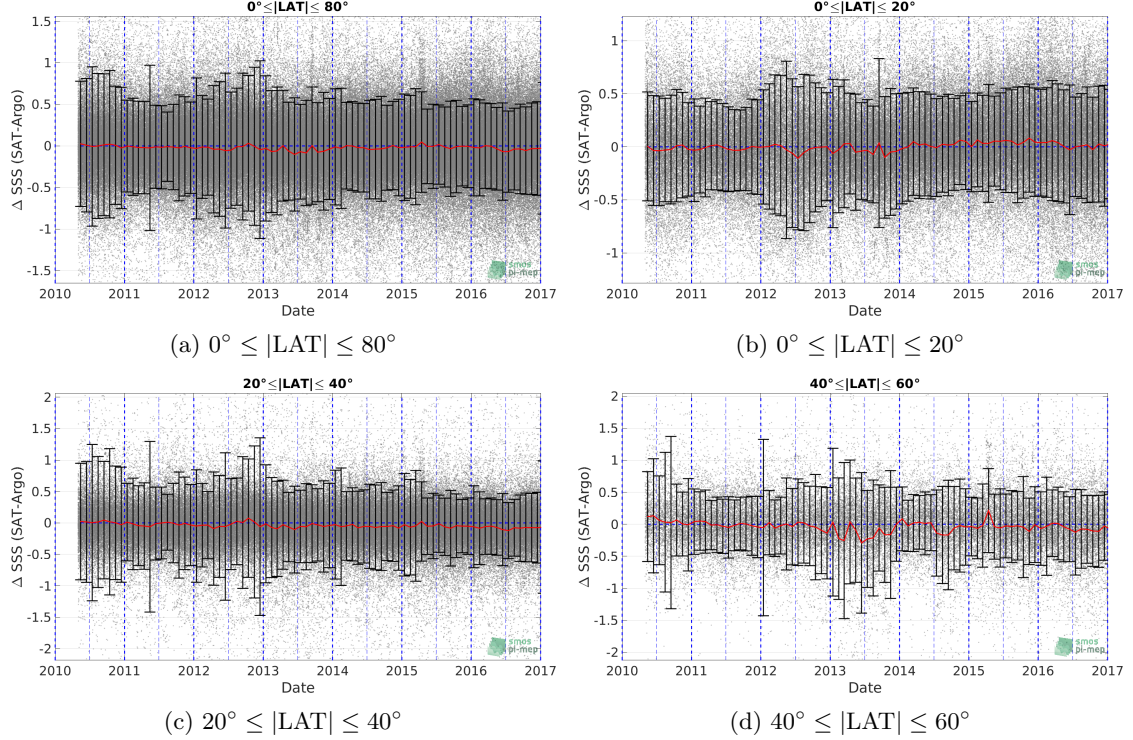 0°≤|LAT|≤ 80°
Δ SSS (SAT-Argo)
1.5
1
0.5
0
-0.5
-1
-1.5
2010 2011 2012 2013 2014 2015 2016 2017
Date
smos
pi-mep
(a) 0° ≤ |LAT| ≤ 80°
0°≤|LAT|≤ 20°
Δ SSS (SAT-Argo)
1
0.5
0
-0.5
-1
2010 2011 2012 2013 2014 2015 2016 2017
Date
smos
pi-mep
(b) 0° ≤ |LAT| ≤ 20°
20°≤|LAT|≤ 40°
Δ SSS (SAT-Argo)
2
1.5
1
0.5
0
-0.5
-1
-1.5
-2
2010 2011 2012 2013 2014 2015 2016 2017
Date
smos
pi-mep
(c) 20° ≤ |LAT| ≤ 40°
40°≤|LAT|≤ 60°
Δ SSS (SAT-Argo)
2
1.5
1
0.5
0
-0.5
-1
-1.5
-2
2010 2011 2012 2013 2014 2015 2016 2017
Date
smos
pi-mep
(d) 40° ≤ |LAT| ≤ 60°